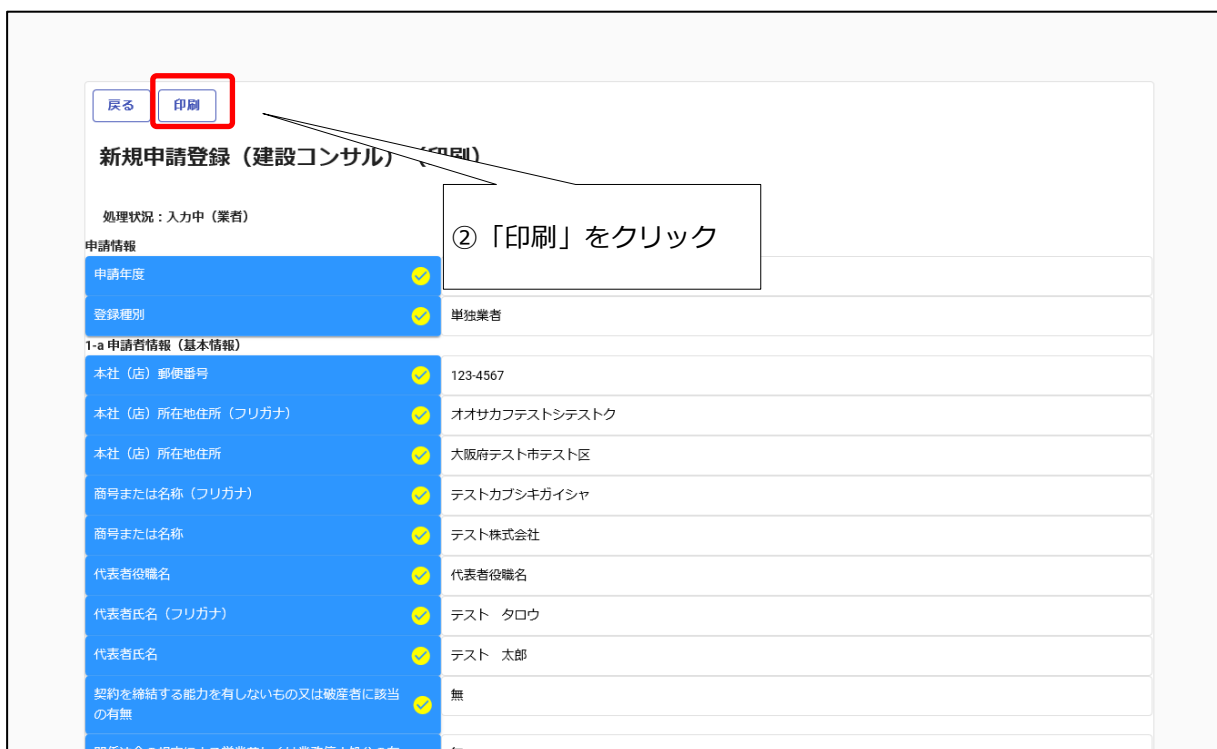 戻る 印刷
新規申請登録（建設コンサル）（印刷）
処理状況：入力中（業者）
②「印刷」をクリック
申請情報
申請年度
登録種別 単独業者
1-a 申請者情報（基本情報）
本社（店）郵便番号 123-4567
本社（店）所在地住所（フリガナ） オオサカフテストシテストク
本社（店）所在地住所 大阪府テスト市テスト区
商号または名称（フリガナ） テストカブシキガイシャ
商号または名称 テスト株式会社
代表者役職名 代表者役職名
代表者氏名（フリガナ） テスト　タロウ
代表者氏名 テスト　太郎
契約を締結する能力を有しないもの又は破産者に該当 無
の有無